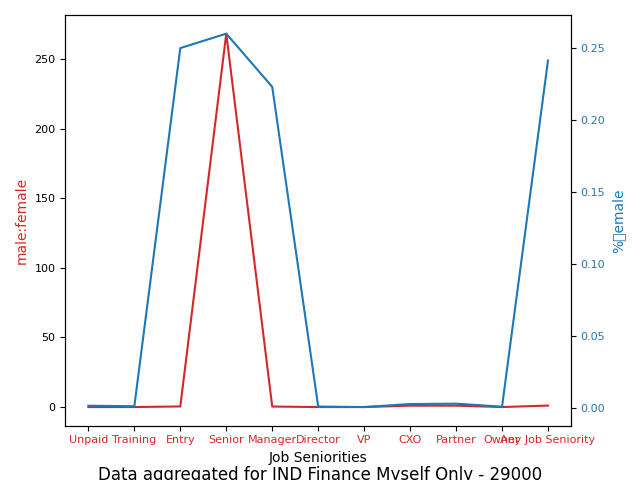 250
200
150
100
50
0
male:female
0.25
0.20
0.15
0.10
0.05
0.00
%▯emale
Unpaid Training Entry Senior Manager Director VP CXO Partner Owner Any Job Seniority
Job Seniorities
Data aggregated for IND Finance Myself Only - 29000